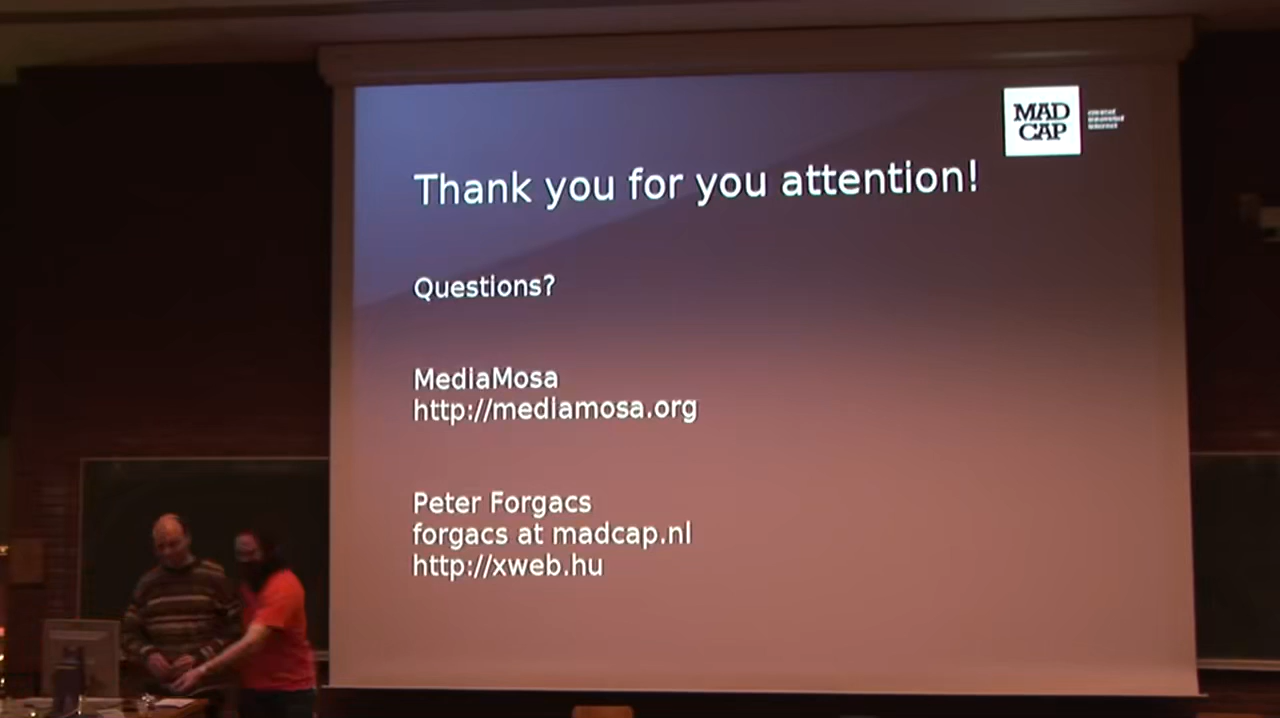 MAD
CAP
Thank you for you attention!
Questions?
MediaMosa
http://mediamosa.org
Peter Forgacs
forgacs at madcap.nl
http://xweb.hu